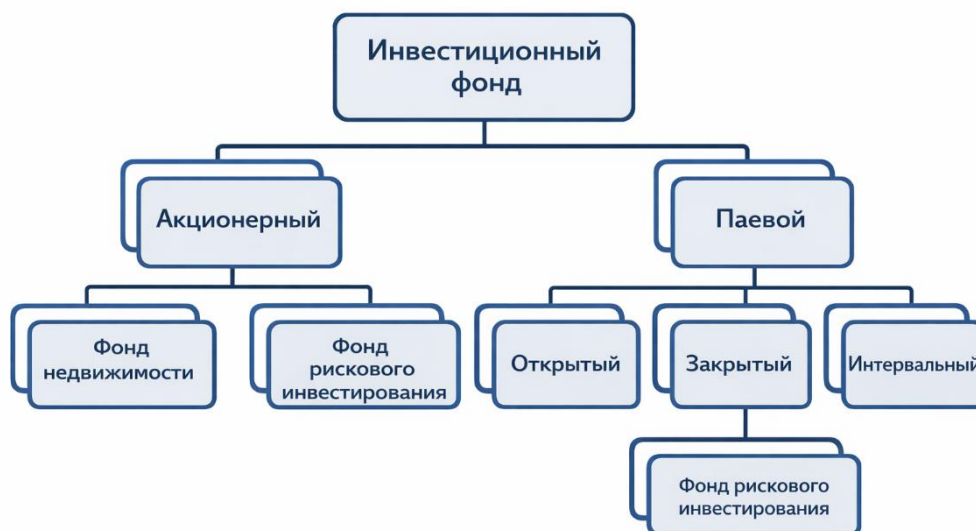 Инвестиционный
фонд
Акционерный
Паевой
Фонд
недвижимости
Фонд
рискового
инвестирования
Открытый
Закрытый
Интервальный
Фонд рискового
инвестирования